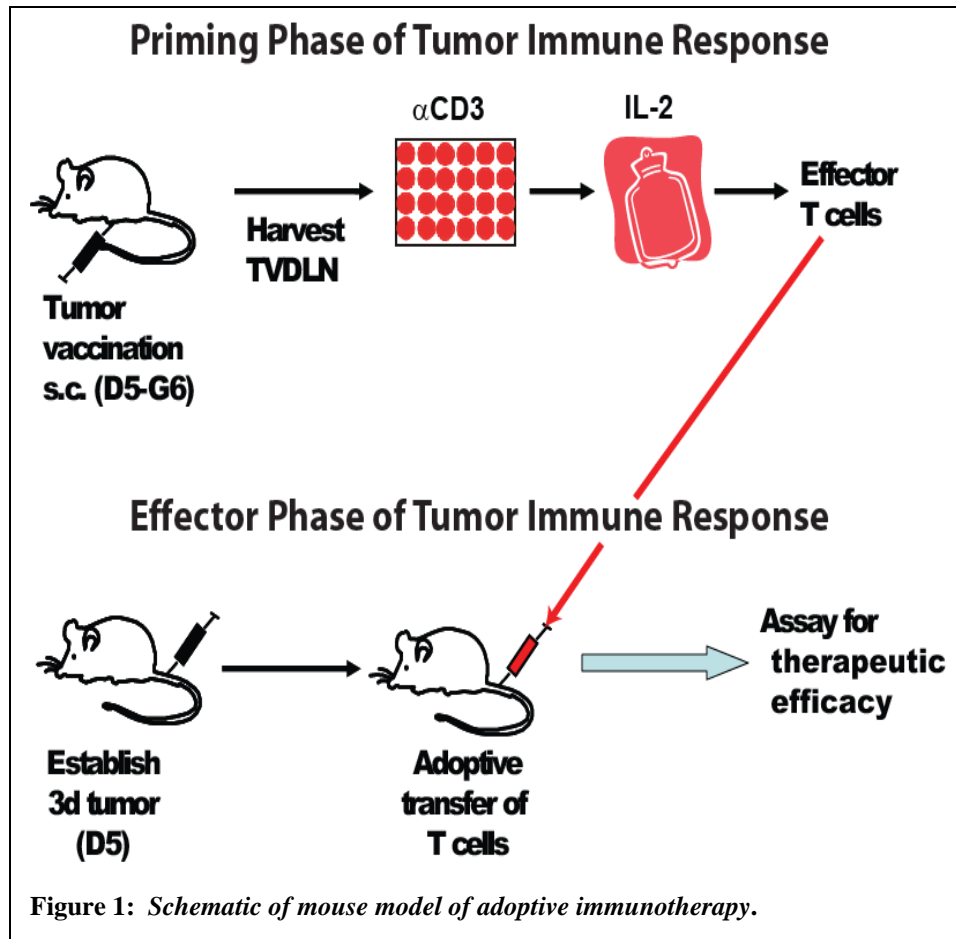 Priming Phase of Tumor Immune Response
αCD3
IL-2
Harvest
TVDLN
Effector
T cells
Tumor
vaccination
s.c. (D5-G6)
Effector Phase of Tumor Immune Response
Establish
3d tumor
(D5)
Adoptive
transfer of
T cells
Assay for
therapeutic
efficacy
Figure 1: Schematic of mouse model of adoptive immunotherapy.